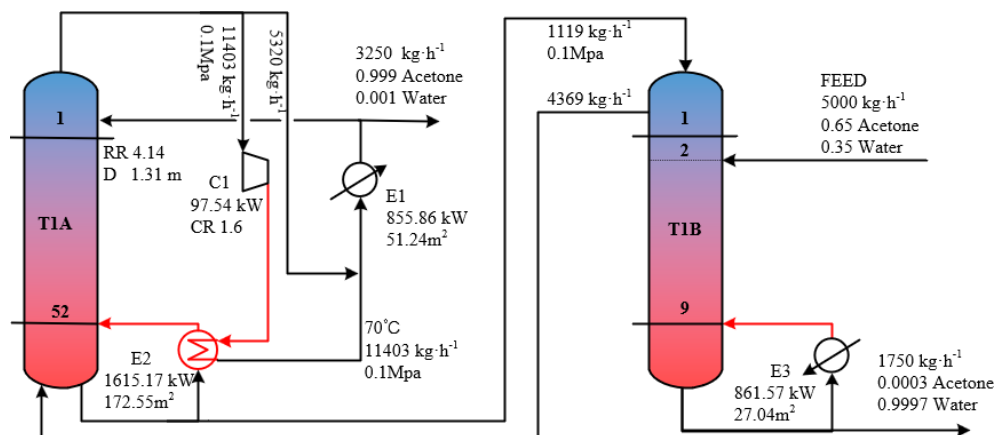 11403 kg·h⁻¹
0.1Mpa
5320 kg·h⁻¹
3250 kg·h⁻¹
0.999 Acetone
0.001 Water
1
RR 4.14
D 1.31 m
T1A
52
C1
97.54 kW
CR 1.6
E1
855.86 kW
51.24m²
E2
1615.17 kW
172.55m²
70℃
11403 kg·h⁻¹
0.1Mpa
1119 kg·h⁻¹
0.1Mpa
4369 kg·h⁻¹
1
2
T1B
9
FEED
5000 kg·h⁻¹
0.65 Acetone
0.35 Water
E3
861.57 kW
27.04m²
1750 kg·h⁻¹
0.0003 Acetone
0.9997 Water